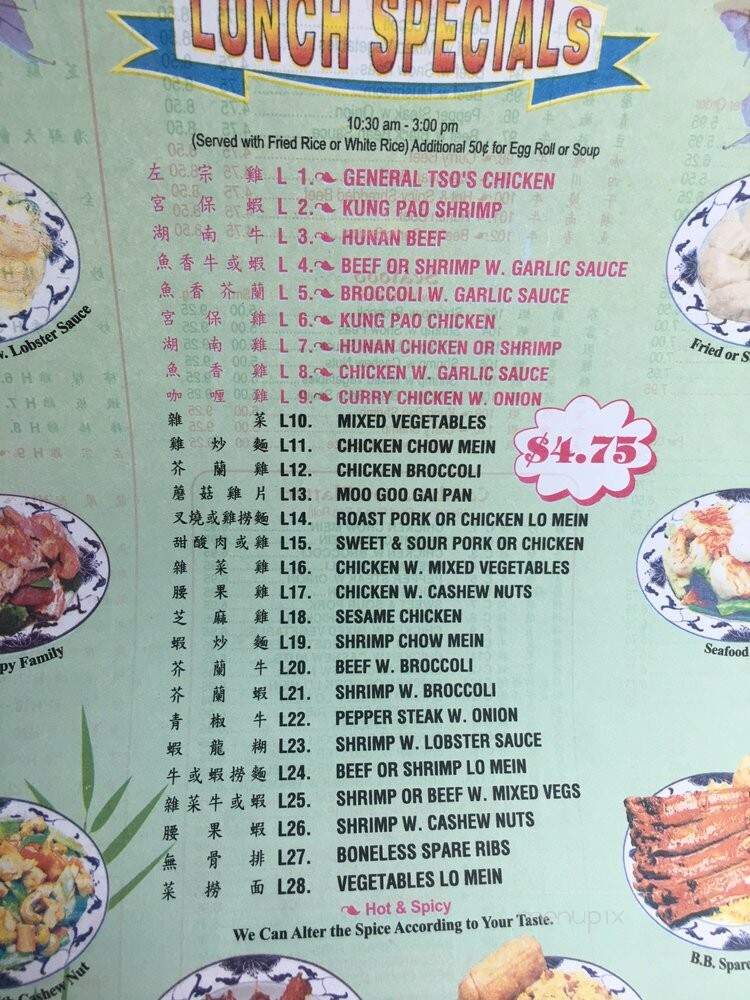 LUNCH SPECIALS
10:30 am - 3:00 pm
(Served with Fried Rice or White Rice) Additional 50¢ for Egg Roll or Soup
左宗雞 L 1. GENERAL TSO'S CHICKEN
宮保蝦 L 2. KUNG PAO SHRIMP
湖南牛 L 3. HUNAN BEEF
魚香牛或蝦 L 4. BEEF OR SHRIMP W. GARLIC SAUCE
魚香芥蘭 L 5. BROCCOLI W. GARLIC SAUCE
宮保雞 L 6. KUNG PAO CHICKEN
湖南雞 L 7. HUNAN CHICKEN OR SHRIMP
魚香雞 L 8. CHICKEN W. GARLIC SAUCE
咖喱雞 L 9. CURRY CHICKEN W. ONION
雜菜 L10. MIXED VEGETABLES
雞炒麵 L11. CHICKEN CHOW MEIN
$4.75
芥蘭雞 L12. CHICKEN BROCCOLI
蘑菇雞片 L13. MOO GOO GAI PAN
叉燒或雞撈麵 L14. ROAST PORK OR CHICKEN LO MEIN
甜酸肉或雞 L15. SWEET & SOUR PORK OR CHICKEN
雜菜雞 L16. CHICKEN W. MIXED VEGETABLES
腰果雞 L17. CHICKEN W. CASHEW NUTS
芝麻雞 L18. SESAME CHICKEN
蝦炒麵 L19. SHRIMP CHOW MEIN
芥蘭牛 L20. BEEF W. BROCCOLI
芥蘭蝦 L21. SHRIMP W. BROCCOLI
青椒牛 L22. PEPPER STEAK W. ONION
蝦龍糊 L23. SHRIMP W. LOBSTER SAUCE
牛或蝦撈麵 L24. BEEF OR SHRIMP LO MEIN
雜菜牛或蝦 L25. SHRIMP OR BEEF W. MIXED VEGS
腰果蝦 L26. SHRIMP W. CASHEW NUTS
無骨排 L27. BONELESS SPARE RIBS
菜撈面 L28. VEGETABLES LO MEIN
Hot & Spicy
We Can Alter the Spice According to Your Taste.
w. Lobster Sauce
py Family
Cashew Nut
Fried or S
Seafood
B.B. Spare
menupix